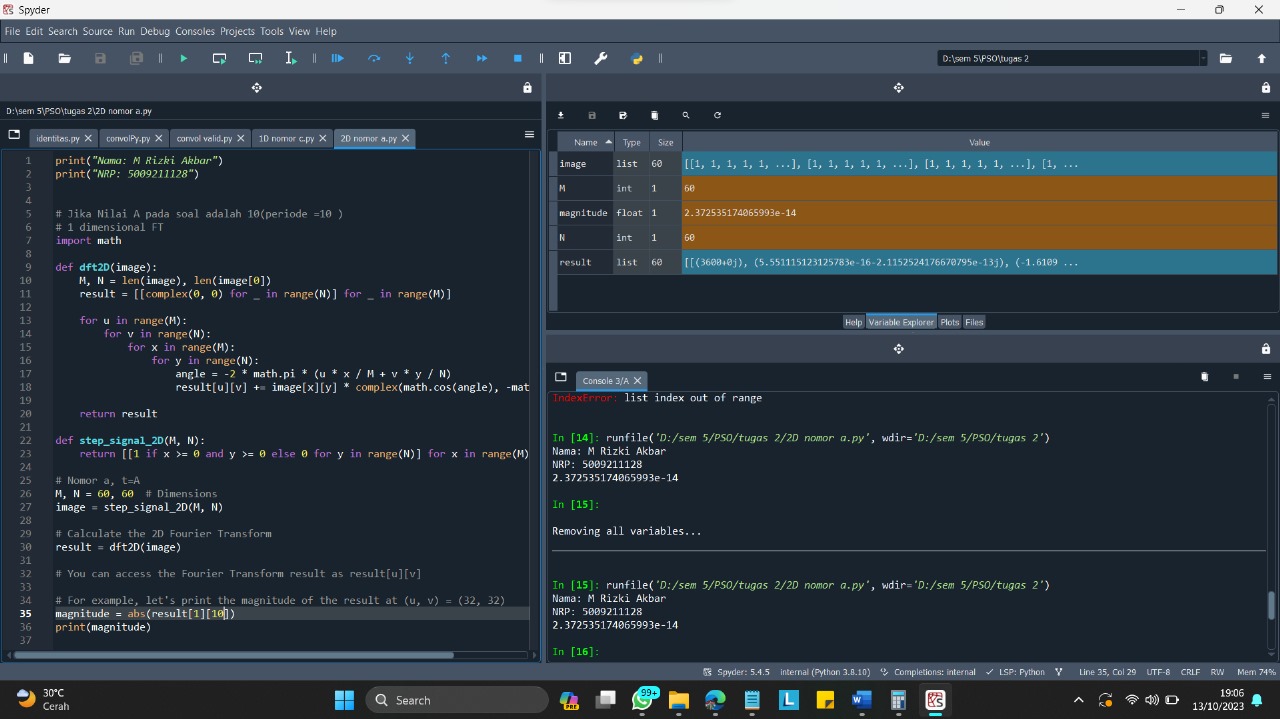 Spyder
File Edit Search Source Run Debug Consoles Projects Tools View Help
D:\sem 5\PSO\tugas 2
D:\sem 5\PSO\tugas 2\2D nomor a.py
identitas.py convolPy.py convol valid.py 1D nomor c.py 2D nomor a.py
1 print("Nama: M Rizki Akbar")
2 print("NRP: 5009211128")
3
4
5 # Jika Nilai A pada soal adalah 10(periode =10 )
6 # 1 dimensional FT
7 import math
8
9 def dft2D(image):
10 M, N = len(image), len(image[0])
11 result = [[complex(0, 0) for _ in range(N)] for _ in range(M)]
12
13 for u in range(M):
14 for v in range(N):
15 for x in range(M):
16 for y in range(N):
17 angle = -2 * math.pi * (u * x / M + v * y / N)
18 result[u][v] += image[x][y] * complex(math.cos(angle), -mat
19
20 return result
21
22 def step_signal_2D(M, N):
23 return [[1 if x >= 0 and y >= 0 else 0 for y in range(N)] for x in range(M)
24
25 # Nomor a, t=A
26 M, N = 60, 60 # Dimensions
27 image = step_signal_2D(M, N)
28
29 # Calculate the 2D Fourier Transform
30 result = dft2D(image)
31
32 # You can access the Fourier Transform result as result[u][v]
33
34 # For example, let's print the magnitude of the result at (u, v) = (32, 32)
35 magnitude = abs(result[1][10])
36 print(magnitude)
37
Name Type Size Value
image list 60 [[1, 1, 1, 1, 1, ...], [1, 1, 1, 1, 1, ...], [1, 1, 1, 1, 1, ...], [1, ...
M int 1 60
magnitude float 1 2.372535174065993e-14
N int 1 60
result list 60 [[(3600+0j), (5.551115123125783e-16-2.1152524176670795e-13j), (-1.6109 ...
Help Variable Explorer Plots Files
Console 3/A
IndexError: list index out of range
In [14]: runfile('D:/sem 5/PSO/tugas 2/2D nomor a.py', wdir='D:/sem 5/PSO/tugas 2')
Nama: M Rizki Akbar
NRP: 5009211128
2.372535174065993e-14
In [15]:
Removing all variables...
In [15]: runfile('D:/sem 5/PSO/tugas 2/2D nomor a.py', wdir='D:/sem 5/PSO/tugas 2')
Nama: M Rizki Akbar
NRP: 5009211128
2.372535174065993e-14
In [16]:
Spyder: 5.4.5 internal (Python 3.8.10) Completions: internal LSP: Python Line 35, Col 29 UTF-8 CRLF RW Mem 74%
30°C
Cerah
Search
PRE
99+
L
19:06
13/10/2023